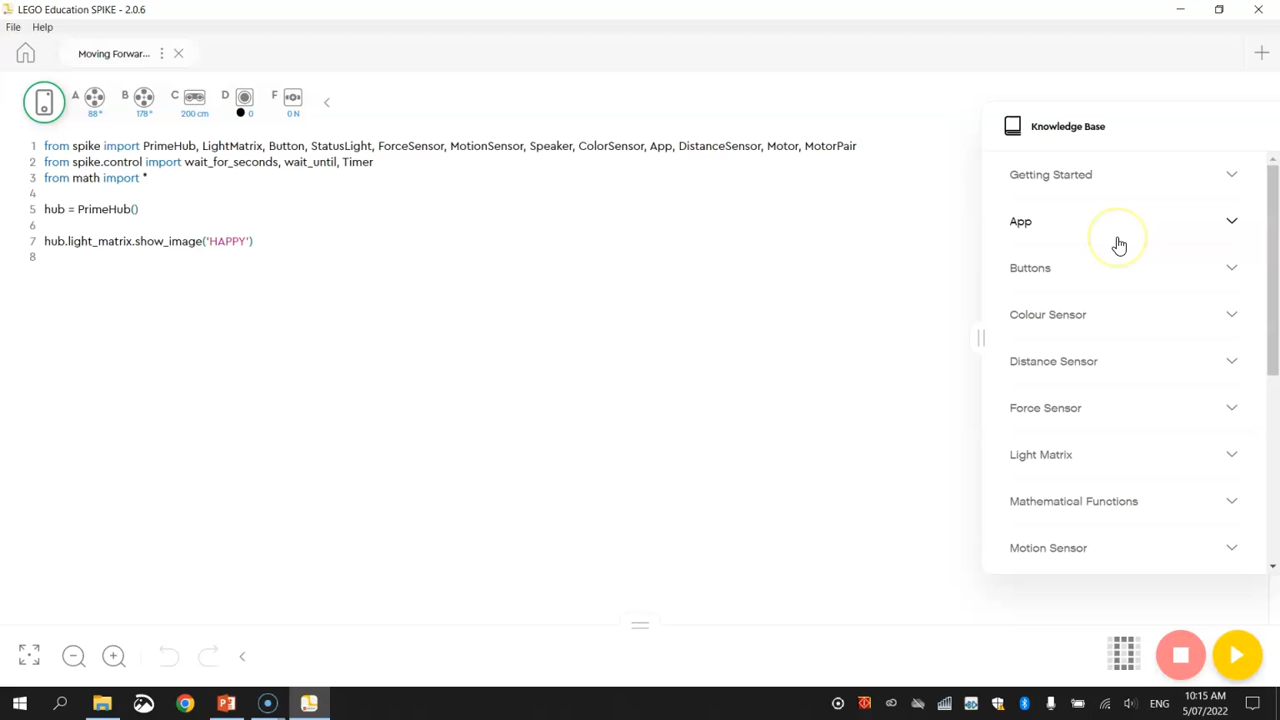 LEGO Education SPIKE - 2.0.6
File Help
Moving Forwar...
A 88° B 178° C 200 cm D 0 F 0 N
1 from spike import PrimeHub, LightMatrix, Button, StatusLight, ForceSensor, MotionSensor, Speaker, ColorSensor, App, DistanceSensor, Motor, MotorPair
2 from spike.control import wait_for_seconds, wait_until, Timer
3 from math import *
4
5 hub = PrimeHub()
6
7 hub.light_matrix.show_image('HAPPY')
8
Knowledge Base
Getting Started
App
Buttons
Colour Sensor
Distance Sensor
Force Sensor
Light Matrix
Mathematical Functions
Motion Sensor
ENG
10:15 AM
5/07/2022